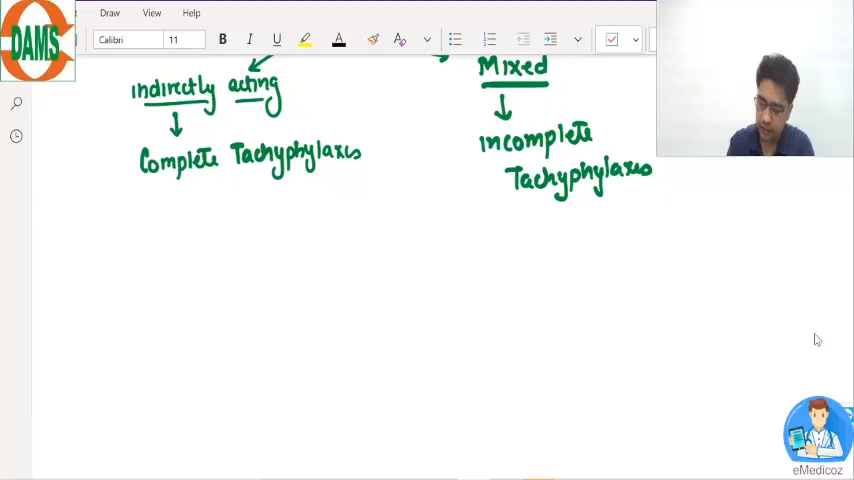 DAMS
Draw View Help
Calibri 11 B I U A A
indirectly acting
Complete Tachyphylaxis
Mixed
incomplete
Tachyphylaxis
eMedicoz